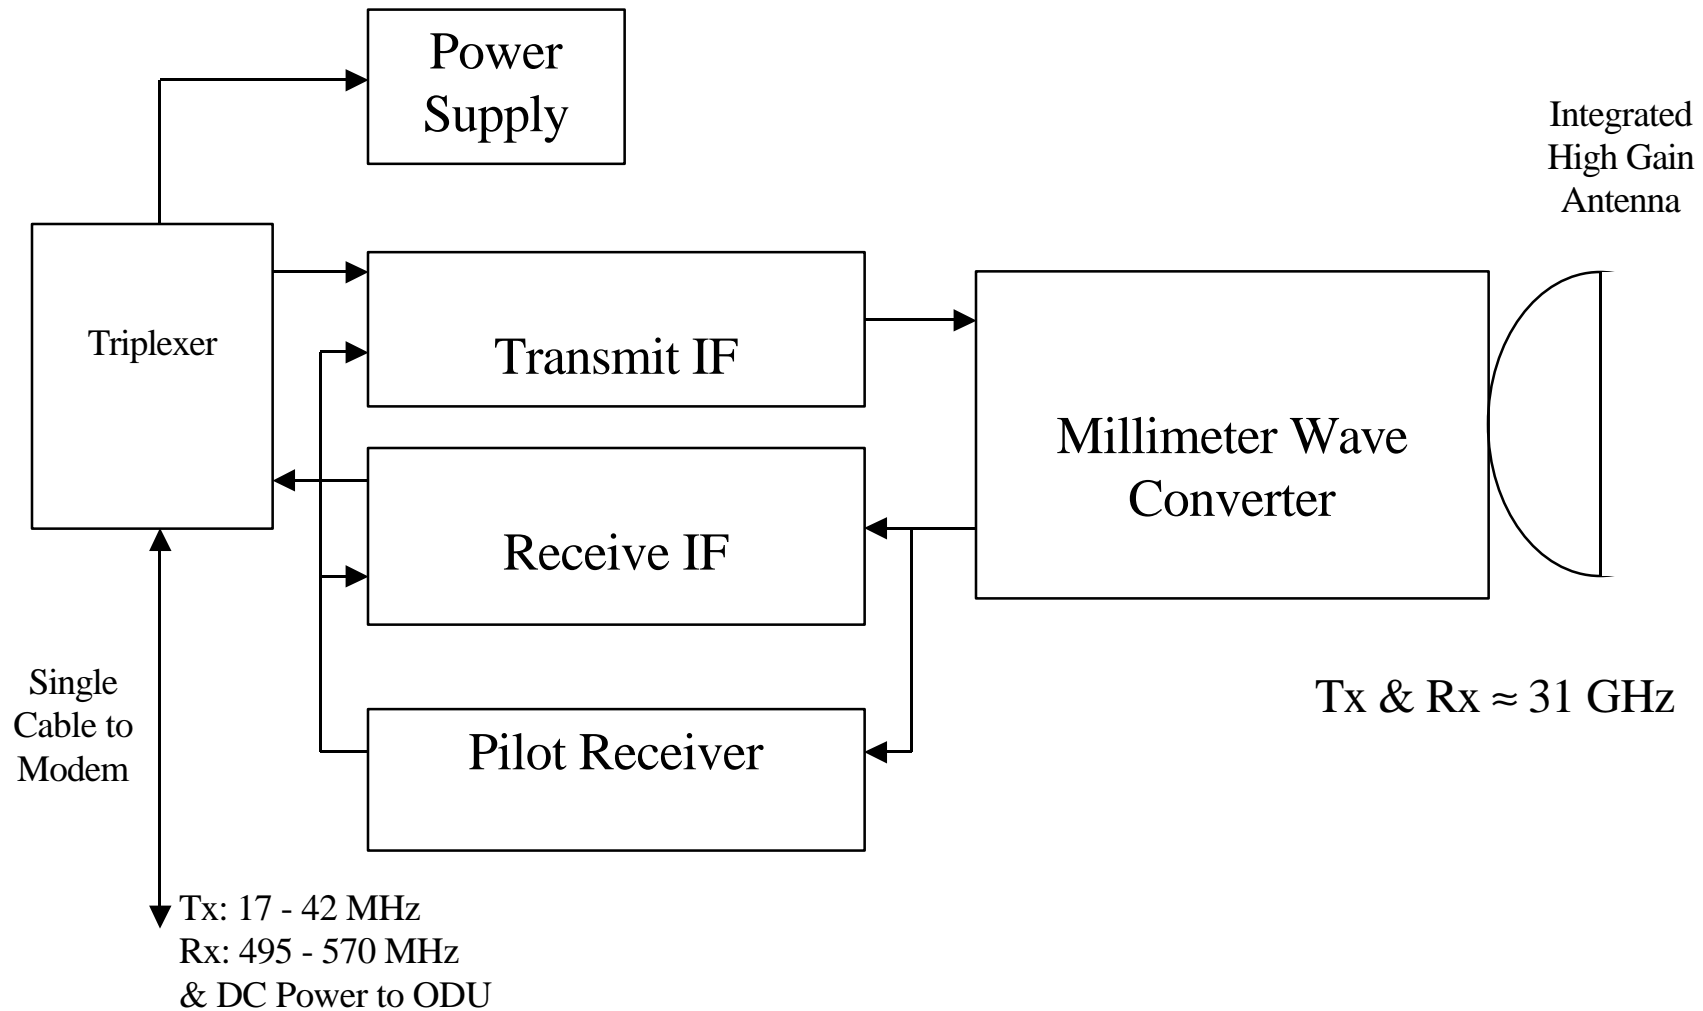 Power
Supply
Integrated
High Gain
Antenna
Triplexer
Transmit IF
Millimeter Wave
Converter
Receive IF
Single
Cable to
Modem
Tx & Rx ≈ 31 GHz
Pilot Receiver
Tx: 17 - 42 MHz
Rx: 495 - 570 MHz
& DC Power to ODU